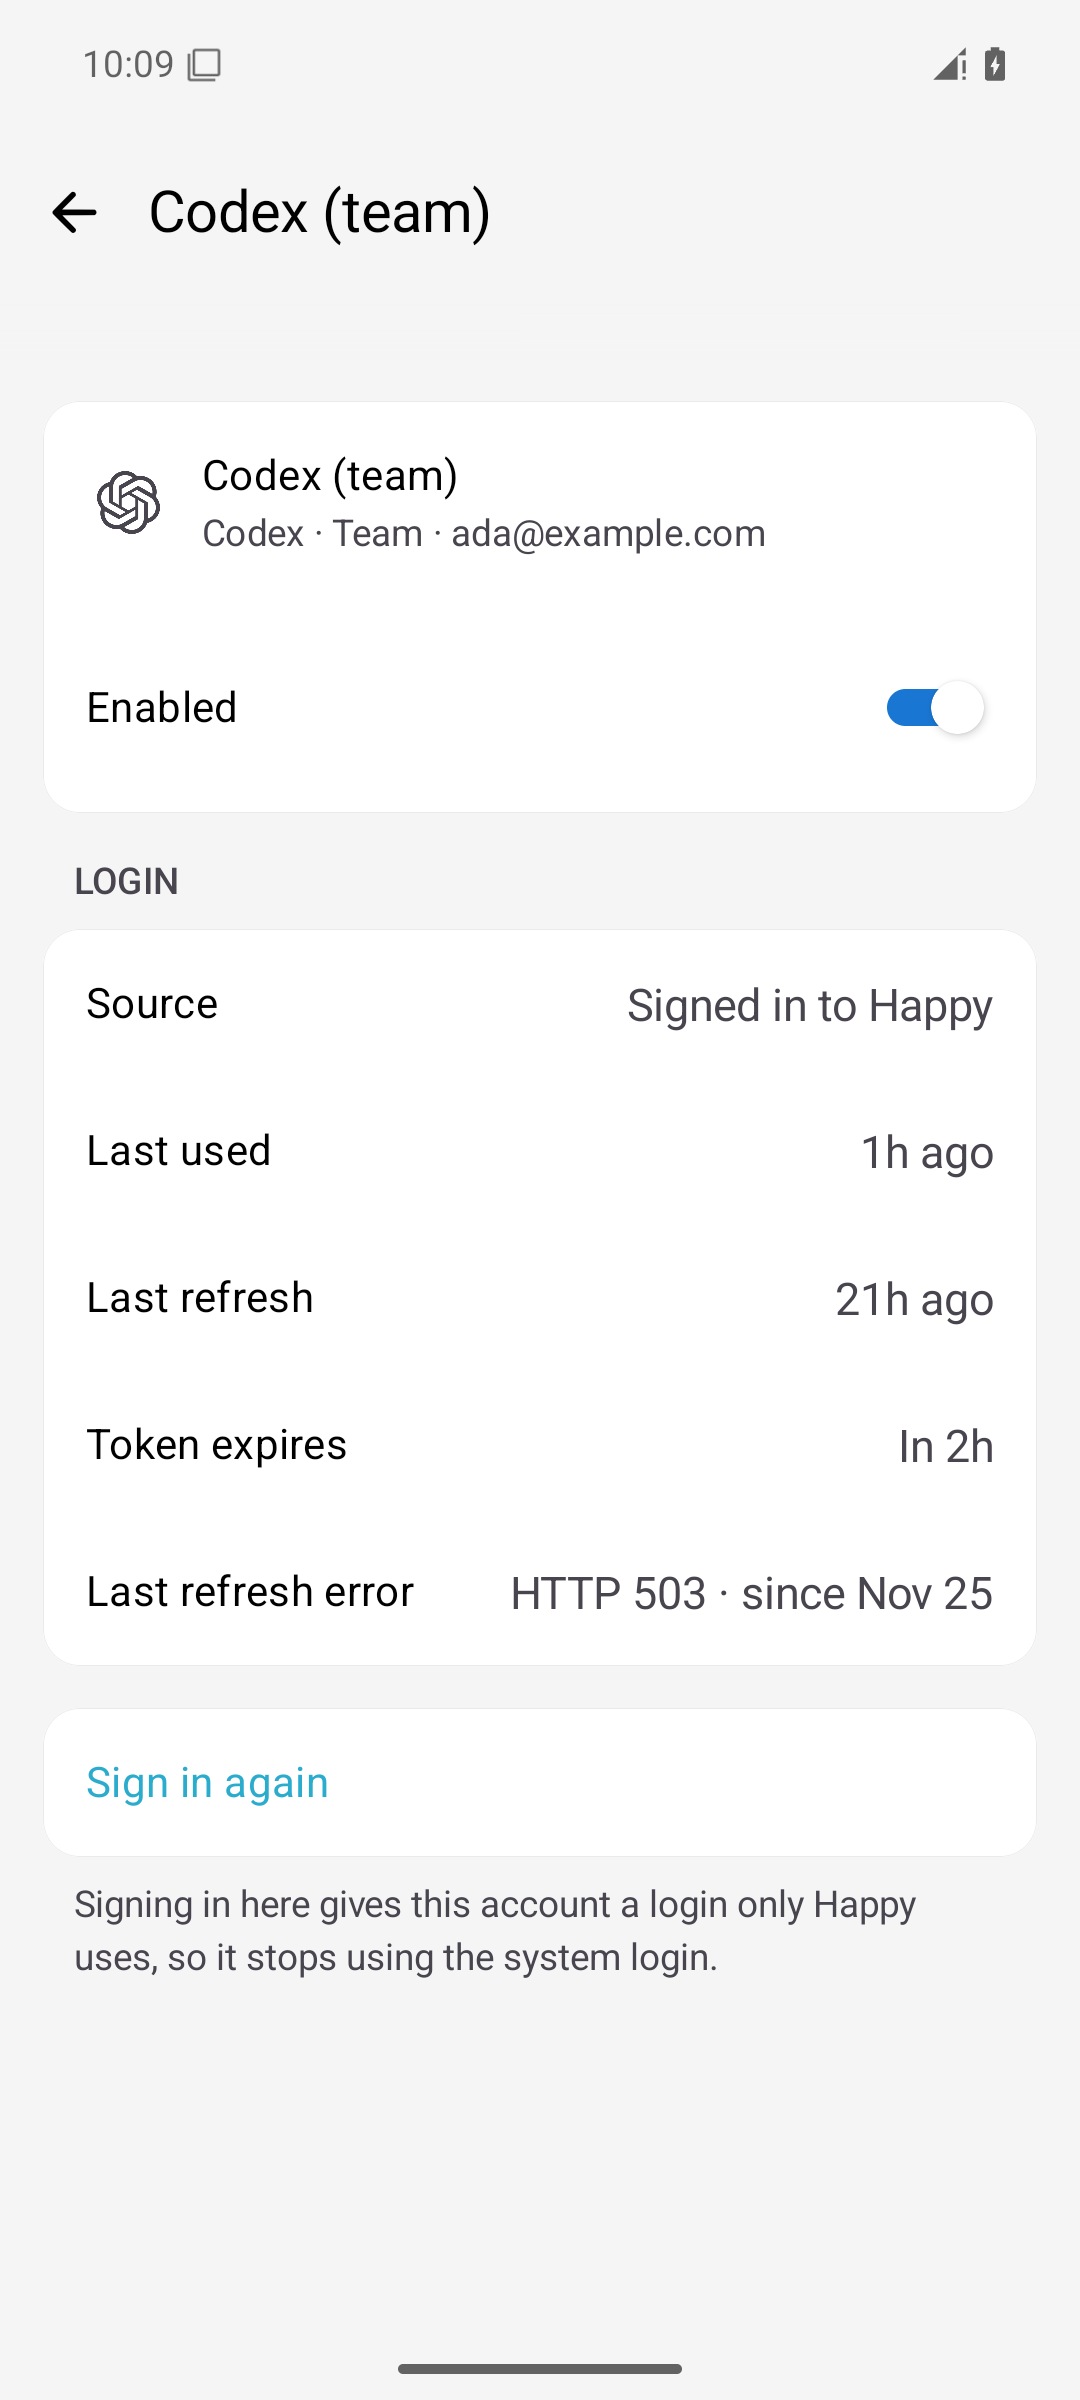 10:09
Codex (team)
Codex (team)
Codex · Team · ada@example.com
Enabled
LOGIN
Source
Signed in to Happy
Last used
1h ago
Last refresh
21h ago
Token expires
In 2h
Last refresh error
HTTP 503 · since Nov 25
Sign in again
Signing in here gives this account a login only Happy
uses, so it stops using the system login.